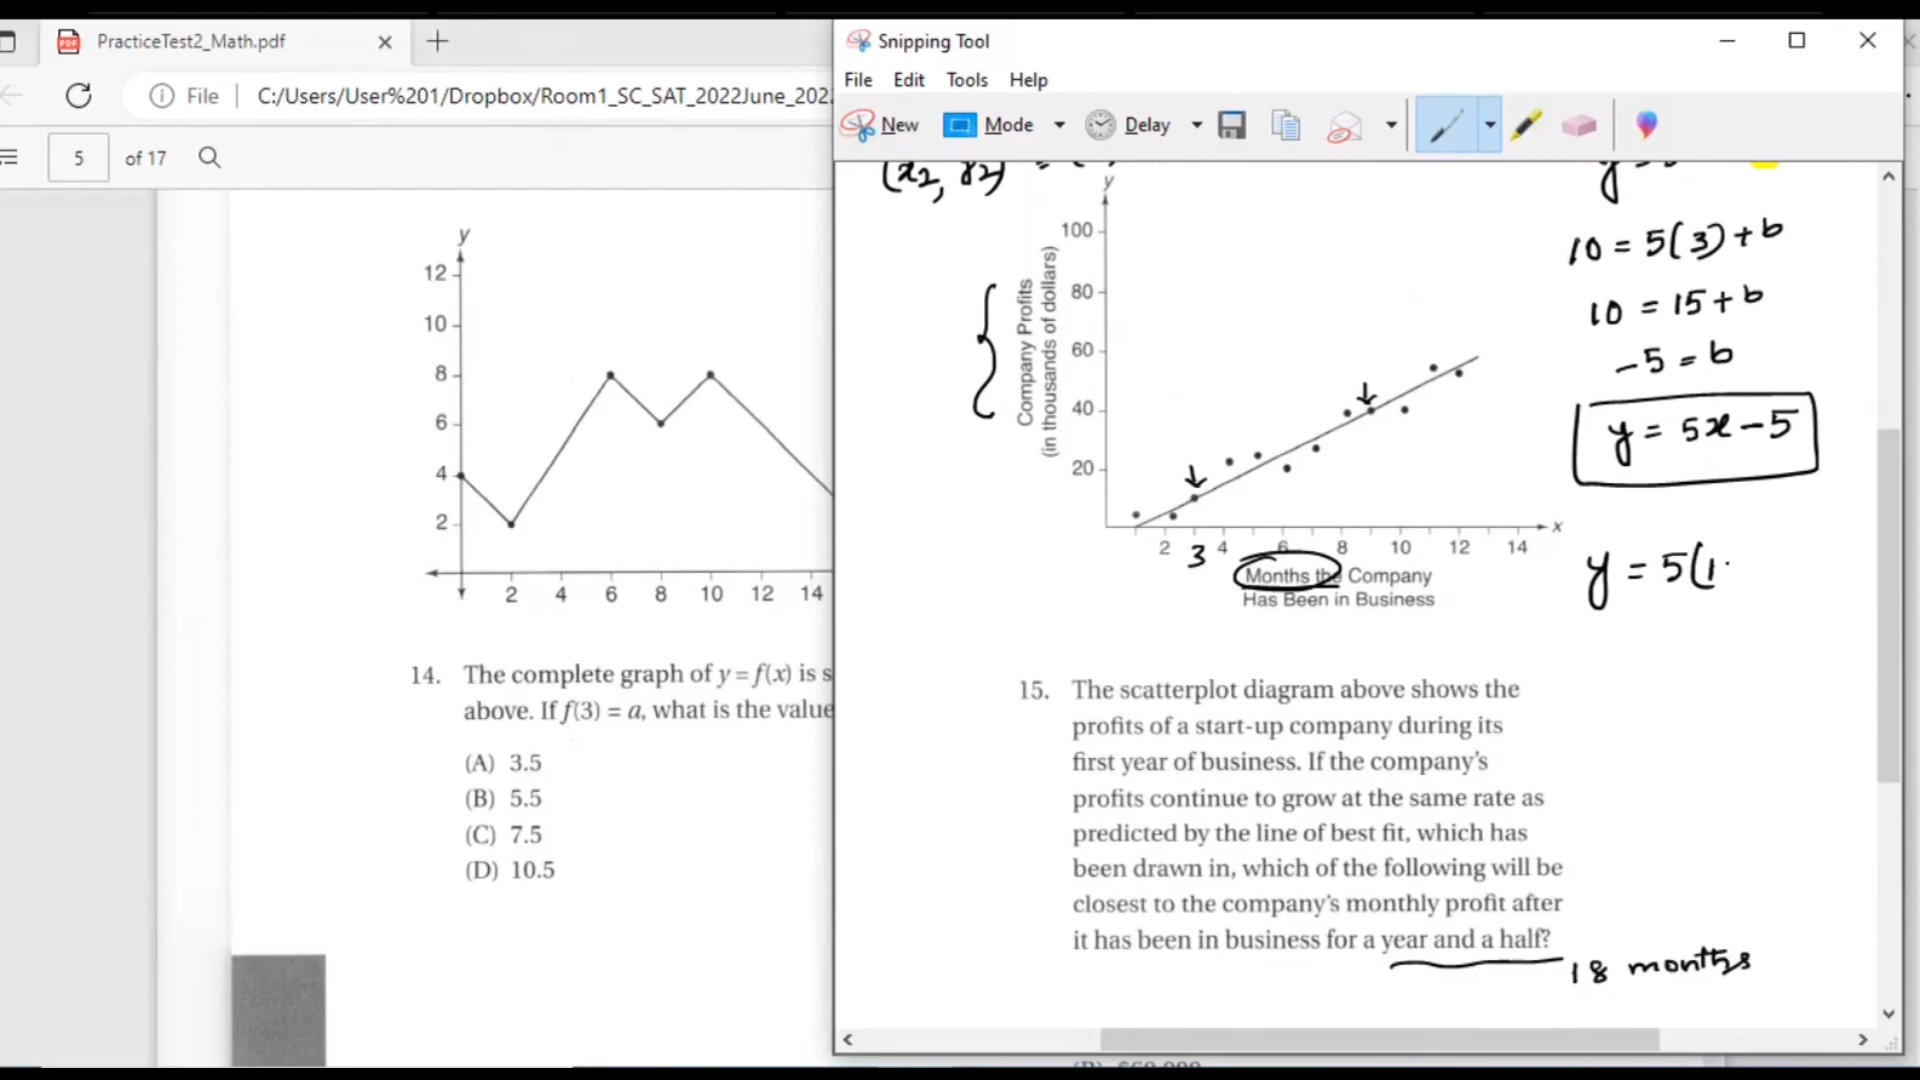 PracticeTest2_Math.pdf
File
C:/Users/User%201/Dropbox/Room1_SC_SAT_2022June_202
5 of 17
y
12
10
8
6
4
2
2 4 6 8 10 12 14
14. The complete graph of y = f(x) is s
above. If f(3) = a, what is the value
(A) 3.5
(B) 5.5
(C) 7.5
(D) 10.5
Snipping Tool
File Edit Tools Help
New Mode Delay
(x2, y2) =
y
100
80
60
40
20
Company Profits
(in thousands of dollars)
2 3 4 6 8 10 12 14 x
Months the Company
Has Been in Business
10 = 5(3) + b
10 = 15 + b
-5 = b
y = 5x - 5
y = 5(1
15. The scatterplot diagram above shows the
profits of a start-up company during its
first year of business. If the company's
profits continue to grow at the same rate as
predicted by the line of best fit, which has
been drawn in, which of the following will be
closest to the company's monthly profit after
it has been in business for a year and a half?
18 months